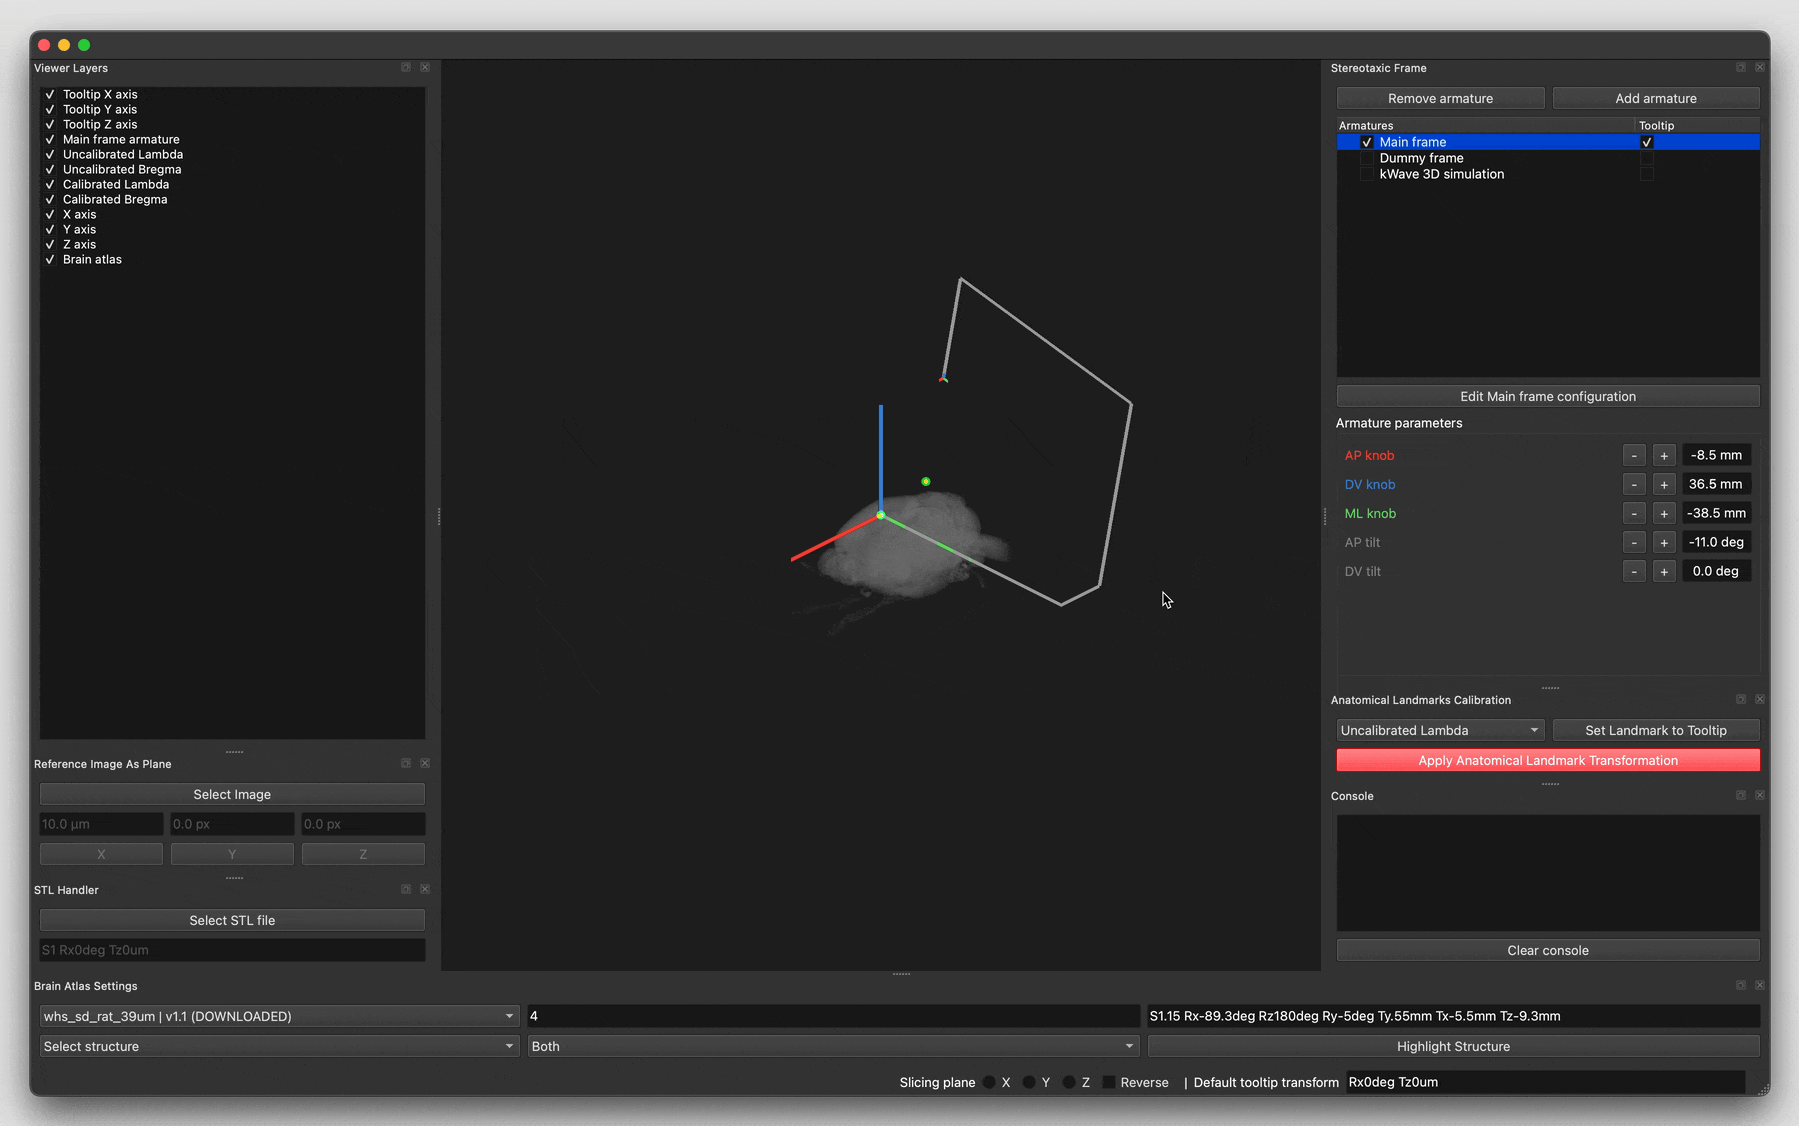 Viewer Layers
Tooltip X axis
Tooltip Y axis
Tooltip Z axis
Main frame armature
Uncalibrated Lambda
Uncalibrated Bregma
Calibrated Lambda
Calibrated Bregma
X axis
Y axis
Z axis
Brain atlas
Reference Image As Plane
Select Image
10.0 µm 0.0 px 0.0 px
X Y Z
STL Handler
Select STL file
S1 Rx0deg Tz0um
Stereotaxic Frame
Remove armature Add armature
Armatures Tooltip
Main frame
Dummy frame
kWave 3D simulation
Edit Main frame configuration
Armature parameters
AP knob - + -8.5 mm
DV knob - + 36.5 mm
ML knob - + -38.5 mm
AP tilt - + -11.0 deg
DV tilt - + 0.0 deg
Anatomical Landmarks Calibration
Uncalibrated Lambda Set Landmark to Tooltip
Apply Anatomical Landmark Transformation
Console
Clear console
Brain Atlas Settings
whs_sd_rat_39um | v1.1 (DOWNLOADED) 4 S1.15 Rx-89.3deg Rz180deg Ry-5deg Ty.55mm Tx-5.5mm Tz-9.3mm
Select structure Both Highlight Structure
Slicing plane X Y Z Reverse | Default tooltip transform Rx0deg Tz0um